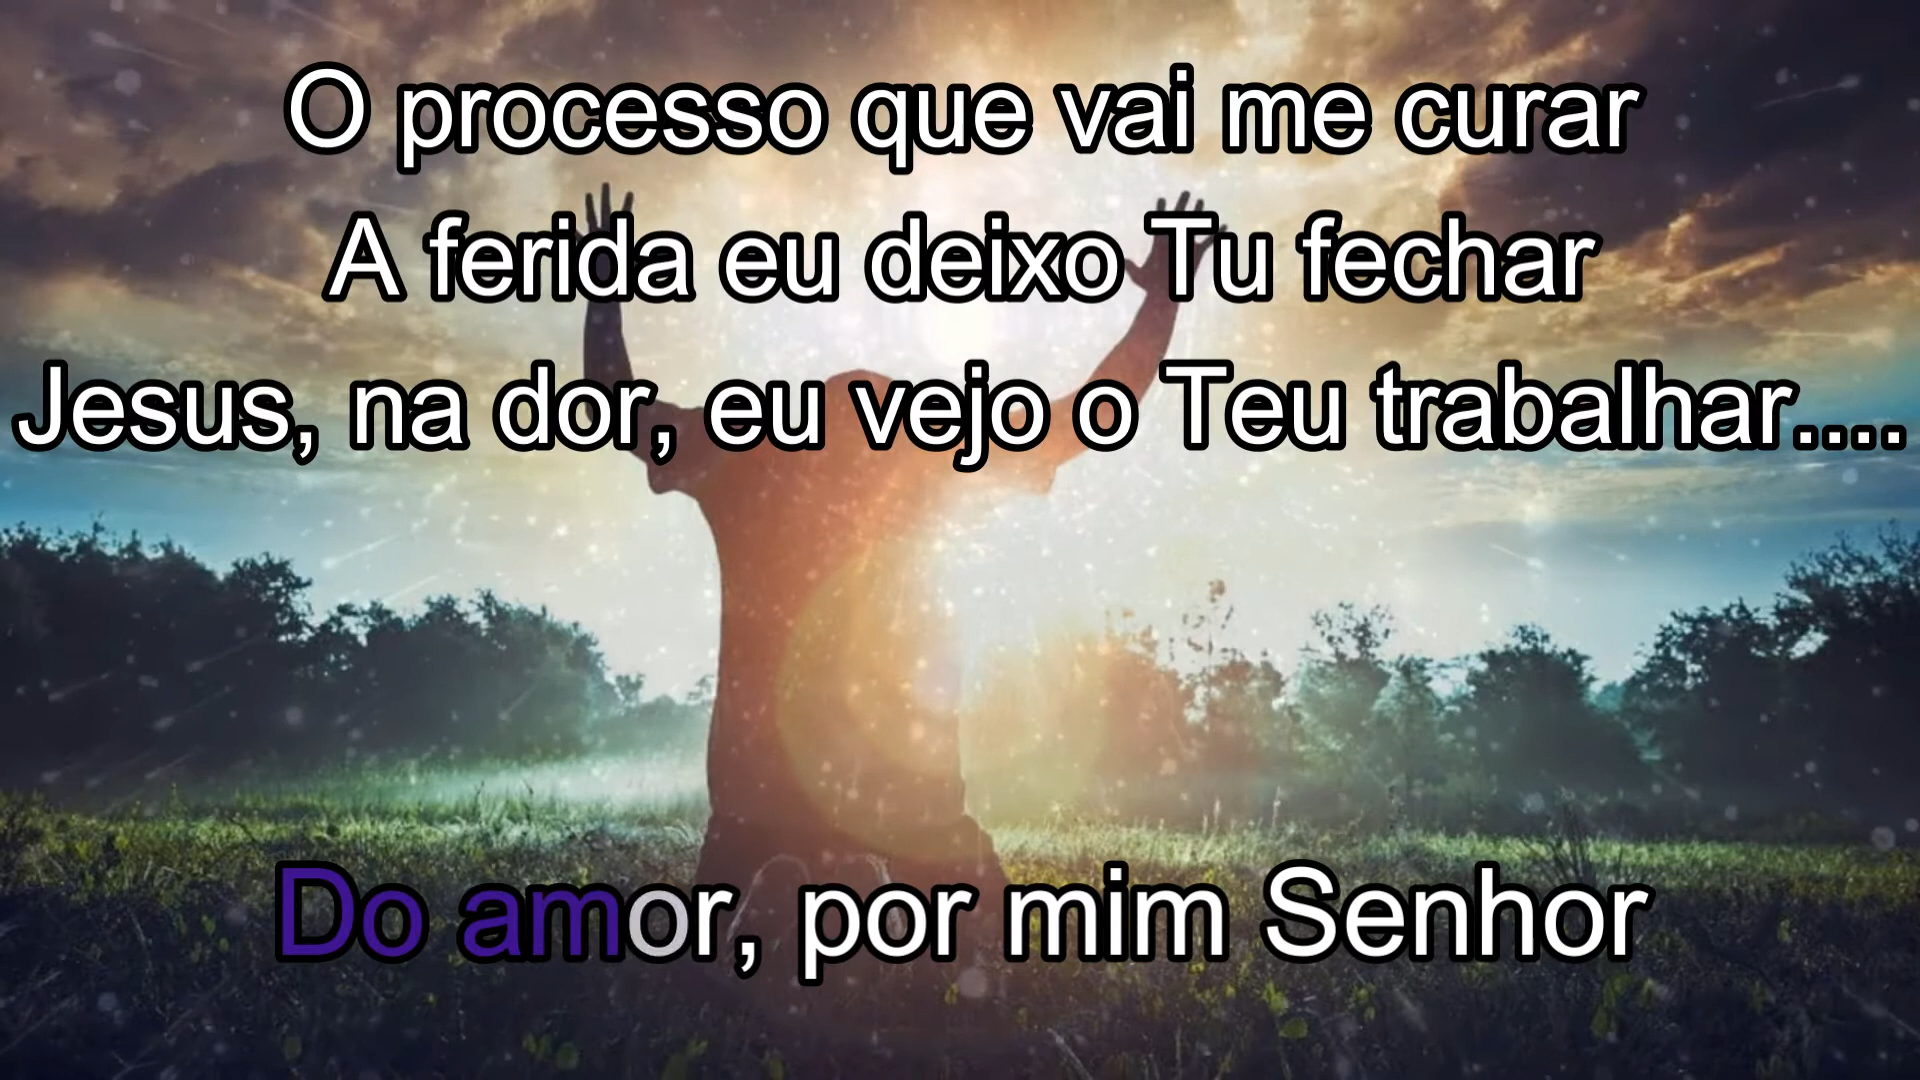 O processo que vai me curar
A ferida eu deixo Tu fechar
Jesus, na dor, eu vejo o Teu trabalhar....
Do amor, por mim Senhor